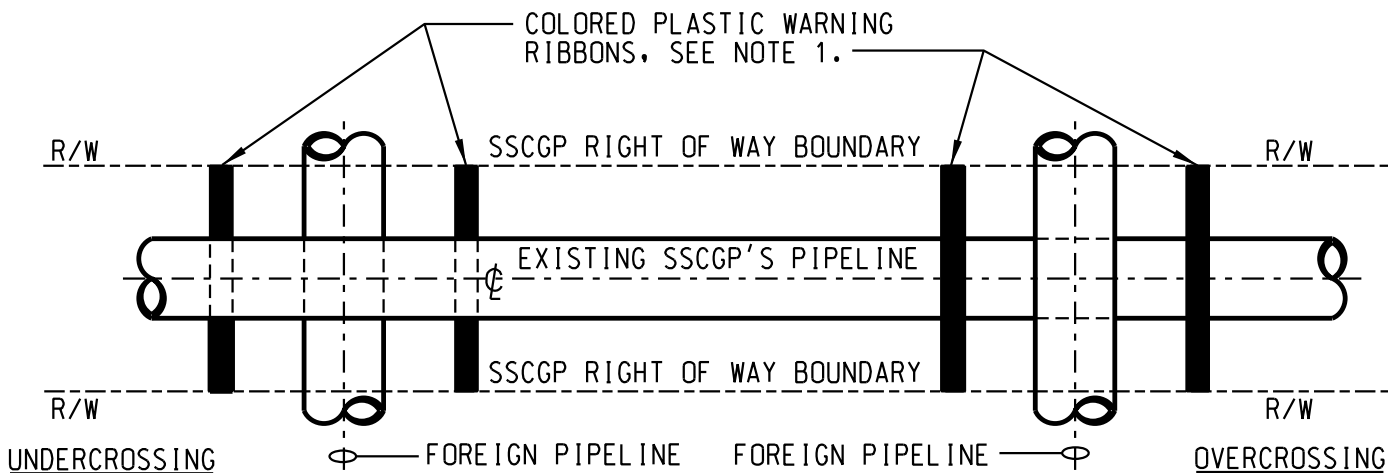 COLORED PLASTIC WARNING
RIBBONS, SEE NOTE 1.
R/W
SSCGP RIGHT OF WAY BOUNDARY
R/W
EXISTING SSCGP'S PIPELINE
℄
SSCGP RIGHT OF WAY BOUNDARY
R/W
R/W
UNDERCROSSING
FOREIGN PIPELINE
FOREIGN PIPELINE
OVERCROSSING